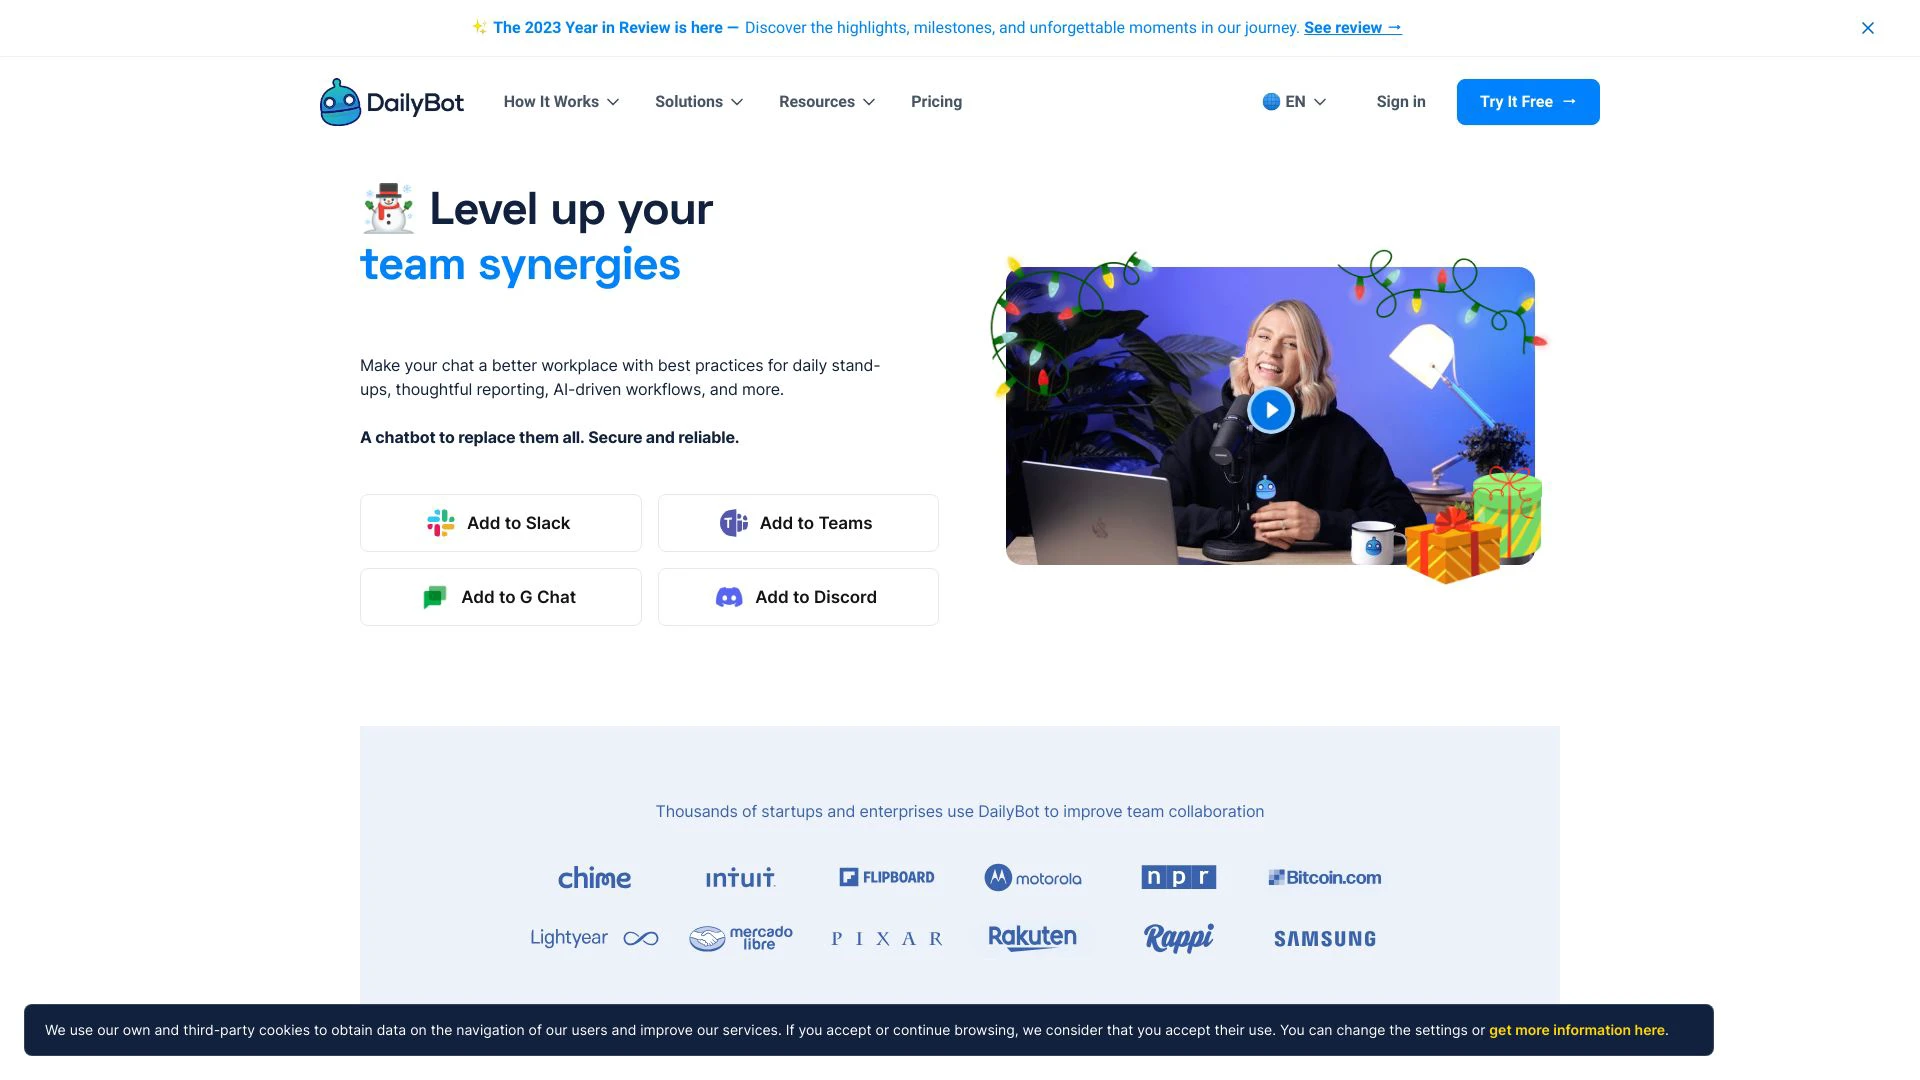 ✨ The 2023 Year in Review is here — Discover the highlights, milestones, and unforgettable moments in our journey. See review →
DailyBot
How It Works
Solutions
Resources
Pricing
EN
Sign in
Try It Free →
Level up your
team synergies
Make your chat a better workplace with best practices for daily stand-
ups, thoughtful reporting, AI-driven workflows, and more.
A chatbot to replace them all. Secure and reliable.
Add to Slack
Add to Teams
Add to G Chat
Add to Discord
Thousands of startups and enterprises use DailyBot to improve team collaboration
chime
intuit
FLIPBOARD
motorola
npr
Bitcoin.com
Lightyear
mercado
libre
PIXAR
Rakuten
Rappi
SAMSUNG
We use our own and third-party cookies to obtain data on the navigation of our users and improve our services. If you accept or continue browsing, we consider that you accept their use. You can change the settings or get more information here.